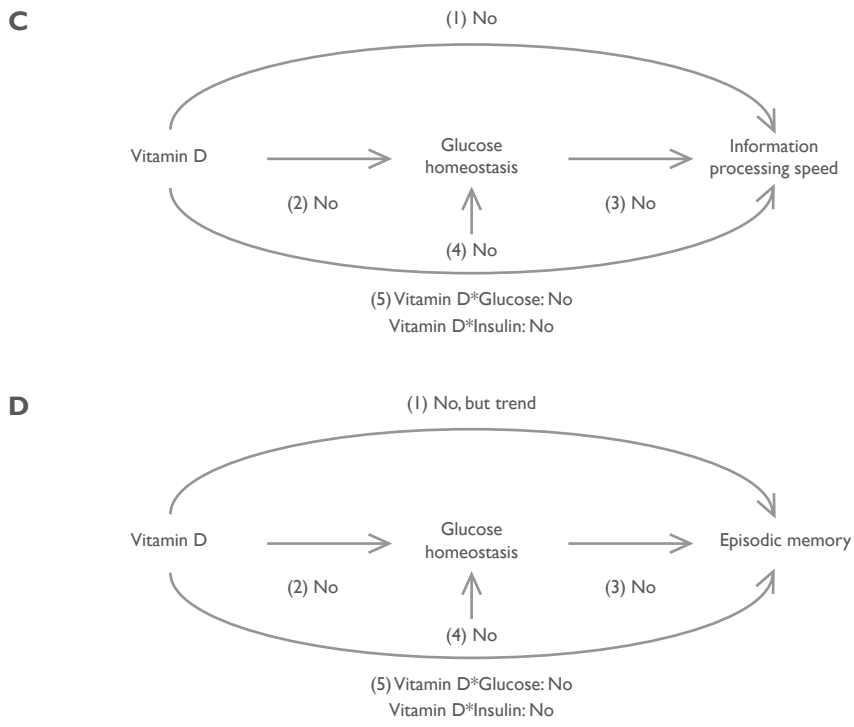 C
(1) No
Vitamin D
Glucose
homeostasis
Information
processing speed
(2) No
(3) No
(4) No
(5) Vitamin D*Glucose: No
Vitamin D*Insulin: No
D
(1) No, but trend
Vitamin D
Glucose
homeostasis
Episodic memory
(2) No
(3) No
(4) No
(5) Vitamin D*Glucose: No
Vitamin D*Insulin: No